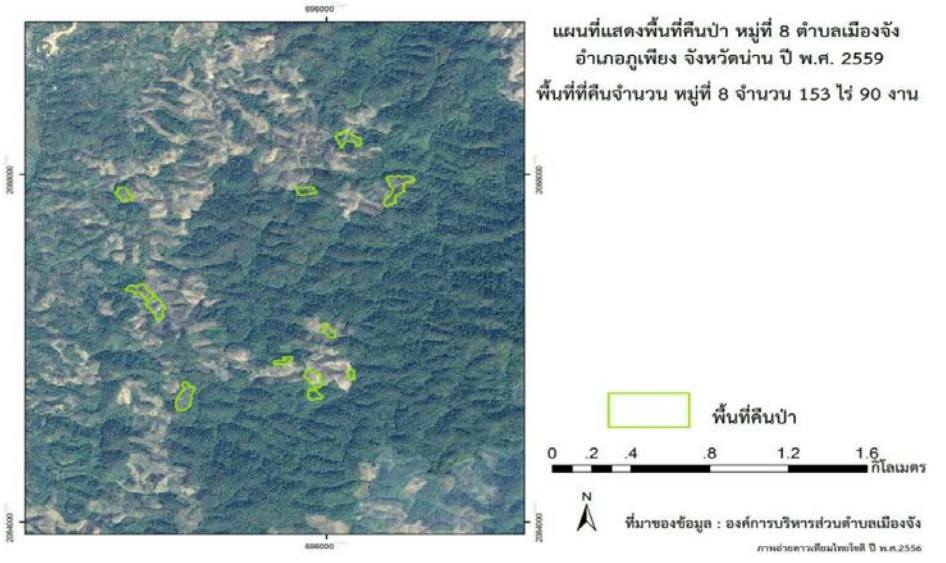 696000
แผนที่แสดงพื้นที่คืนป่า หมู่ที่ 8 ตำบลเมืองจัง
อำเภอภูเพียง จังหวัดน่าน ปี พ.ศ. 2559
พื้นที่ที่คืนจำนวน หมู่ที่ 8 จำนวน 153 ไร่ 90 งาน
2088000
2088000
พื้นที่คืนป่า
0 .2 .4 .8 1.2 1.6
กิโลเมตร
N
ที่มาของข้อมูล : องค์การบริหารส่วนตำบลเมืองจัง
2084000
2084000
696000
ภาพถ่ายดาวเทียมไทยโชติ ปี พ.ศ.2556